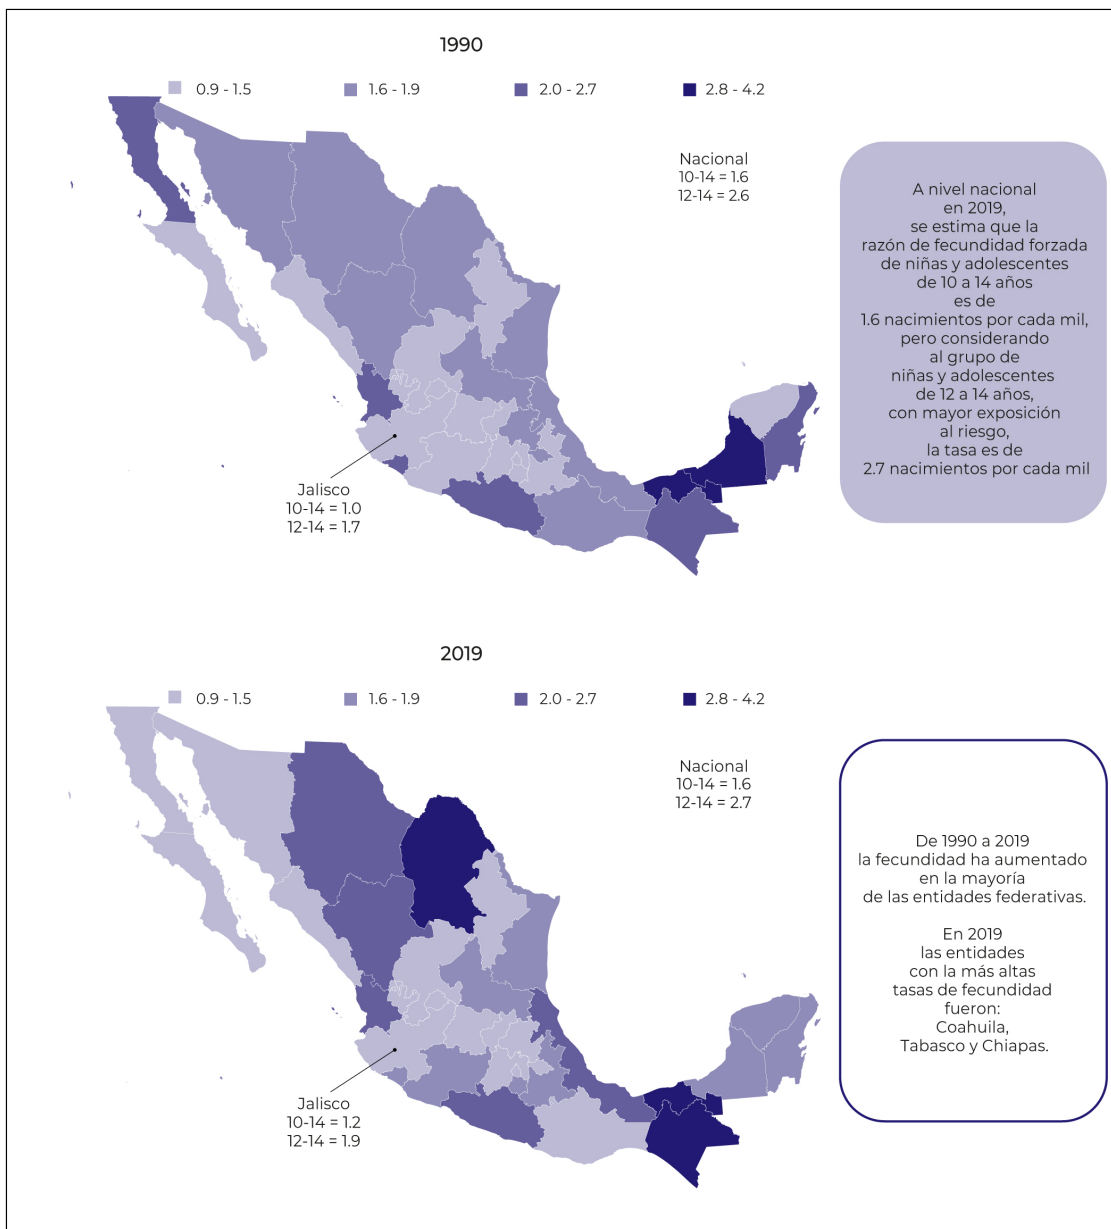 1990
0.9 - 1.5
1.6 - 1.9
2.0 - 2.7
2.8 - 4.2
Nacional
10-14 = 1.6
12-14 = 2.6
Jalisco
10-14 = 1.0
12-14 = 1.7
A nivel nacional
en 2019,
se estima que la
razón de fecundidad forzada
de niñas y adolescentes
de 10 a 14 años
es de
1.6 nacimientos por cada mil,
pero considerando
al grupo de
niñas y adolescentes
de 12 a 14 años,
con mayor exposición
al riesgo,
la tasa es de
2.7 nacimientos por cada mil
2019
0.9 - 1.5
1.6 - 1.9
2.0 - 2.7
2.8 - 4.2
Nacional
10-14 = 1.6
12-14 = 2.7
Jalisco
10-14 = 1.2
12-14 = 1.9
De 1990 a 2019
la fecundidad ha aumentado
en la mayoría
de las entidades federativas.
En 2019
las entidades
con la más altas
tasas de fecundidad
fueron:
Coahuila,
Tabasco y Chiapas.